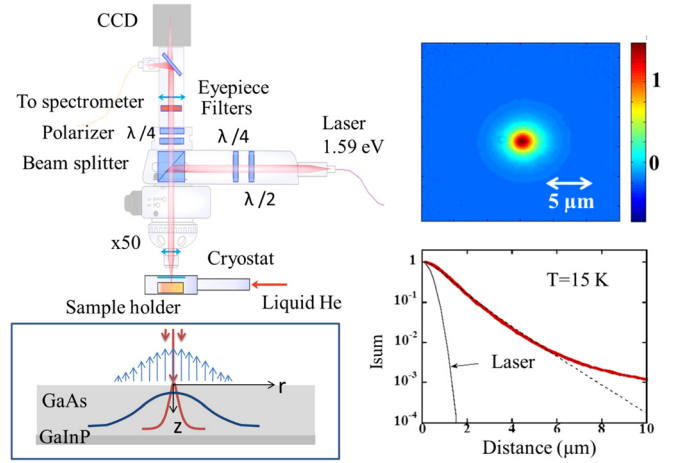 CCD
To spectrometer
Eyepiece
Filters
Polarizer
λ/4
λ/4
Laser
1.59 eV
Beam splitter
λ/2
x50
Cryostat
Sample holder
Liquid He
r
GaAs
z
GaInP
1
0
5 µm
1
10⁻¹
10⁻²
10⁻³
10⁻⁴
Isum
T=15 K
Laser
0
2
4
6
8
10
Distance (µm)